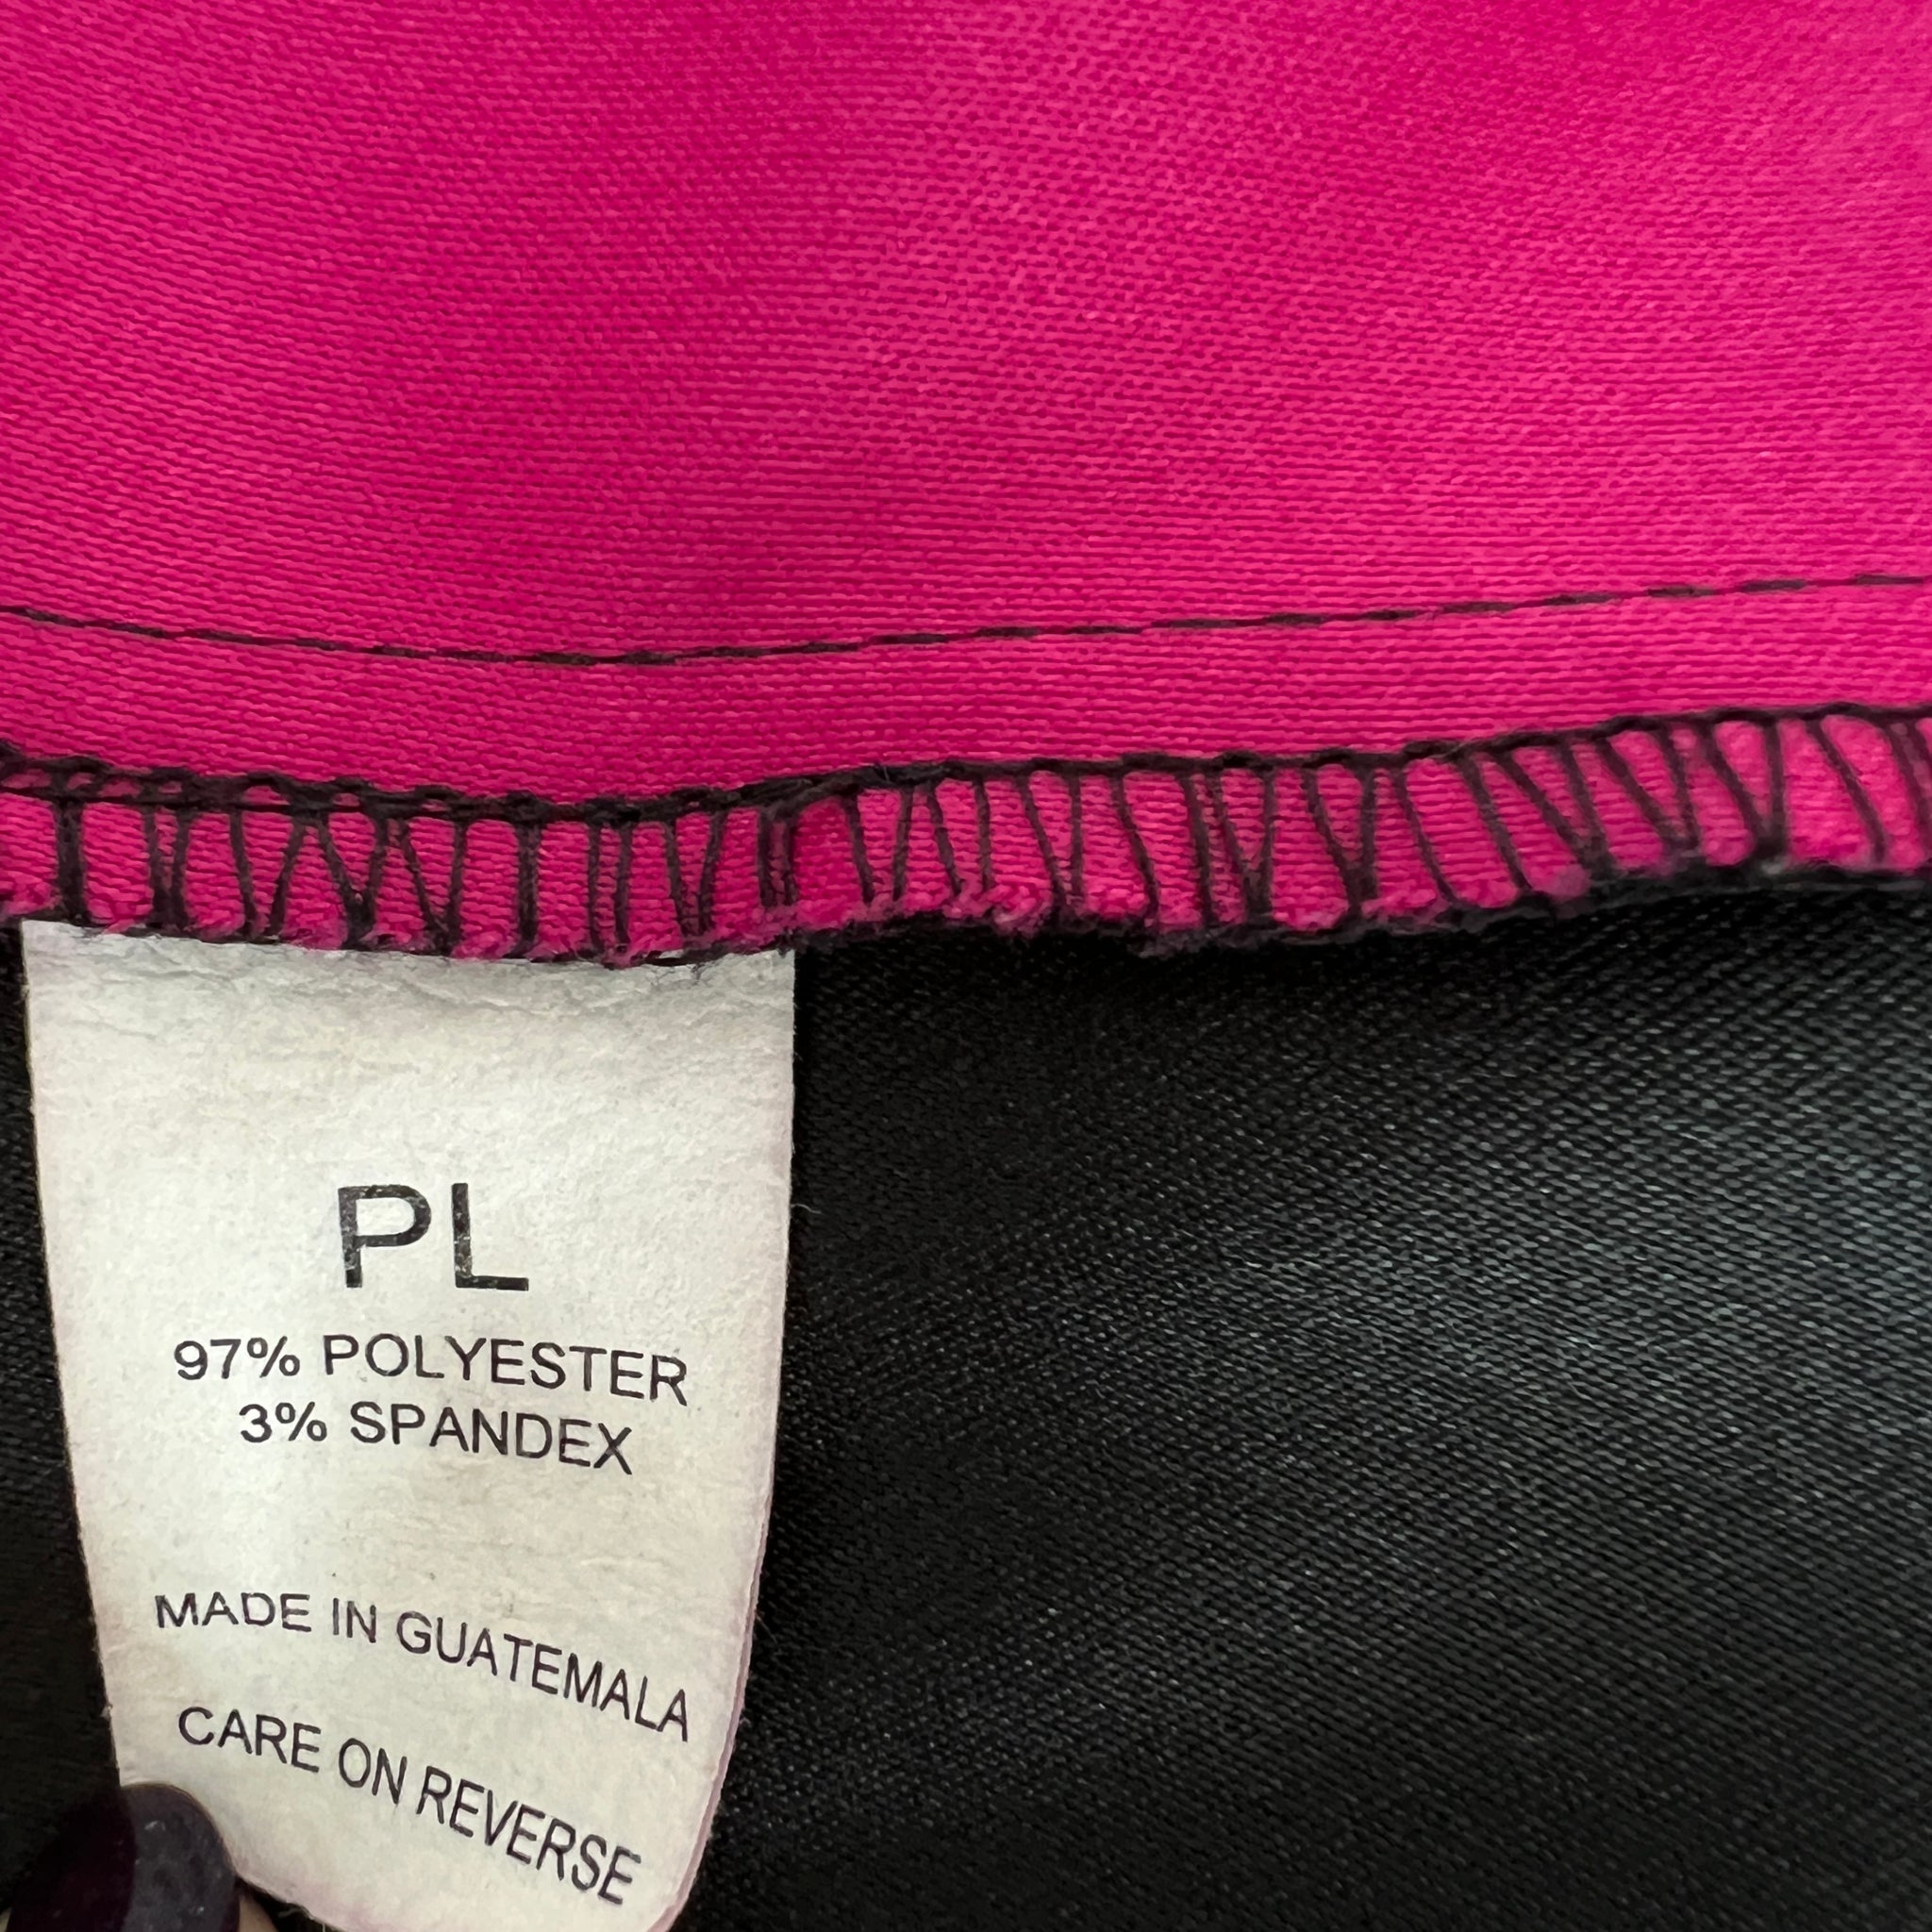 PL
97% POLYESTER
3% SPANDEX
MADE IN GUATEMALA
CARE ON REVERSE